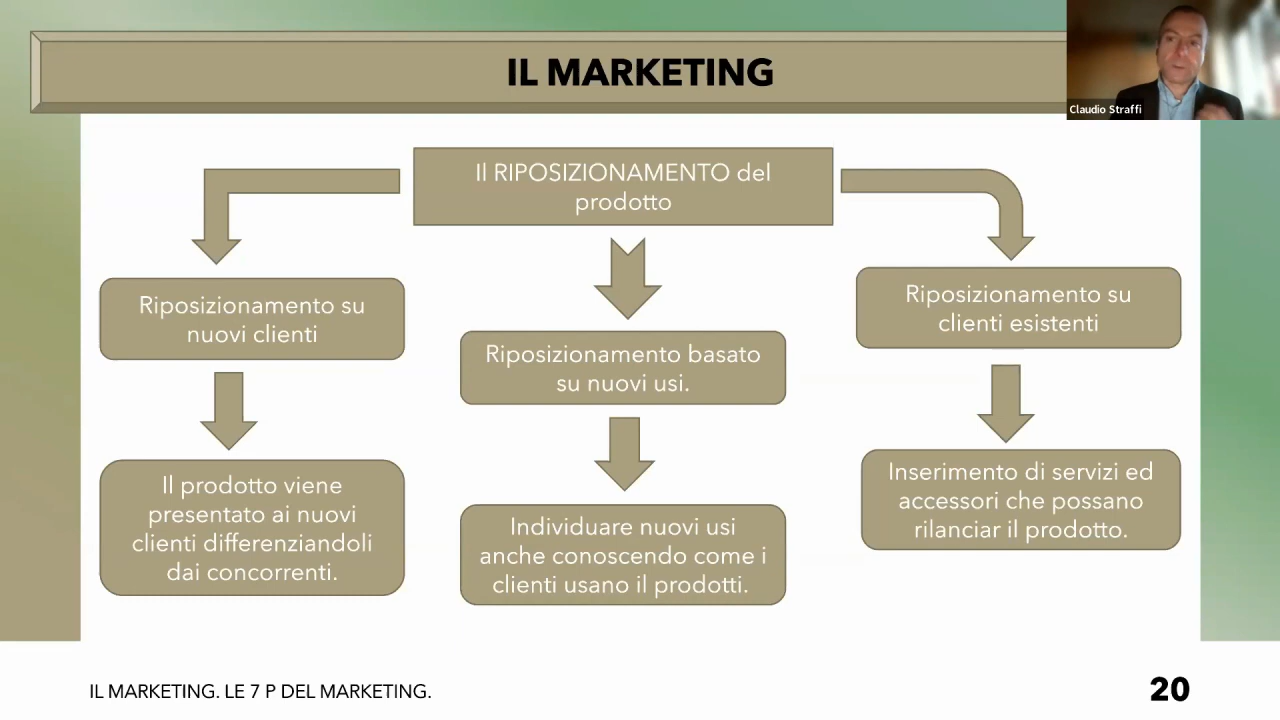 IL MARKETING
Claudio Straffi
Il RIPOSIZIONAMENTO del
prodotto
Riposizionamento su
nuovi clienti
Il prodotto viene
presentato ai nuovi
clienti differenziandoli
dai concorrenti.
Riposizionamento basato
su nuovi usi.
Individuare nuovi usi
anche conoscendo come i
clienti usano il prodotti.
Riposizionamento su
clienti esistenti
Inserimento di servizi ed
accessori che possano
rilanciar il prodotto.
IL MARKETING. LE 7 P DEL MARKETING.
20